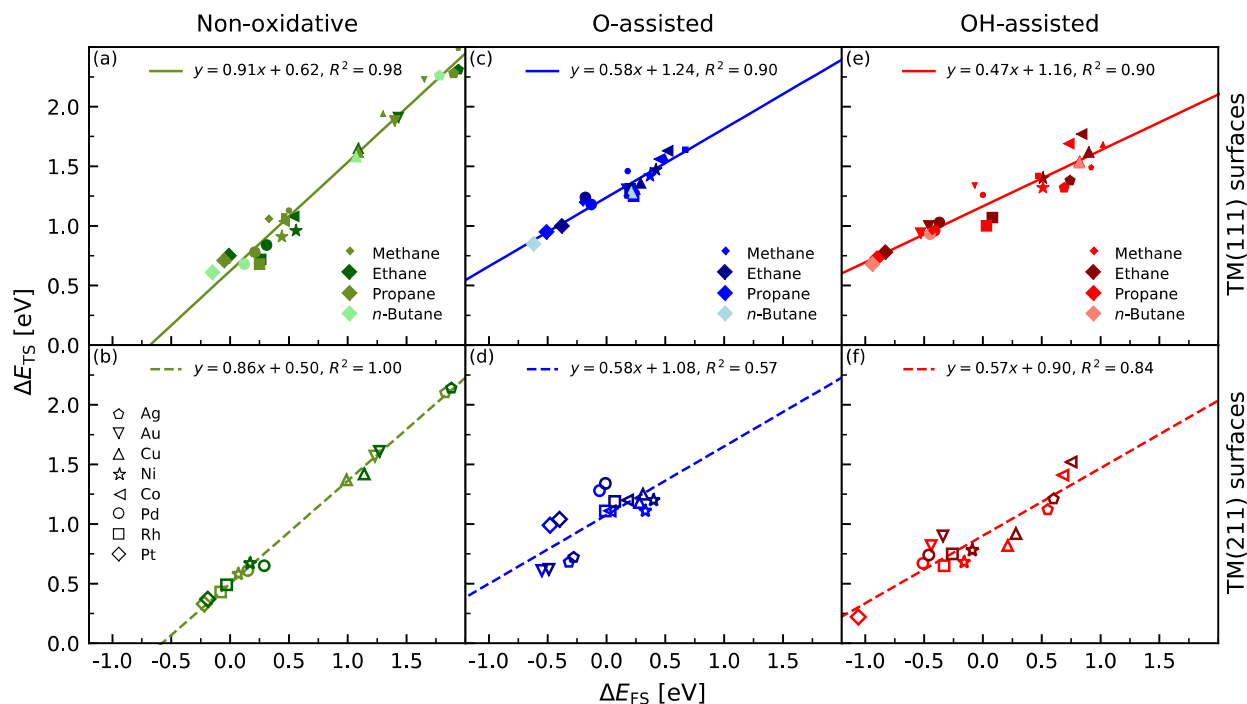 Non-oxidative
O-assisted
OH-assisted
(a)
y = 0.91x + 0.62, R² = 0.98
(c)
y = 0.58x + 1.24, R² = 0.90
(e)
y = 0.47x + 1.16, R² = 0.90
2.0
1.5
1.0
0.5
0.0
Methane
Ethane
Propane
n-Butane
Methane
Ethane
Propane
n-Butane
Methane
Ethane
Propane
n-Butane
TM(111) surfaces
ΔE_TS [eV]
(b)
y = 0.86x + 0.50, R² = 1.00
(d)
y = 0.58x + 1.08, R² = 0.57
(f)
y = 0.57x + 0.90, R² = 0.84
2.0
1.5
1.0
0.5
0.0
Ag
Au
Cu
Ni
Co
Pd
Rh
Pt
TM(211) surfaces
-1.0 -0.5 0.0 0.5 1.0 1.5
-1.0 -0.5 0.0 0.5 1.0 1.5
-1.0 -0.5 0.0 0.5 1.0 1.5
ΔE_FS [eV]